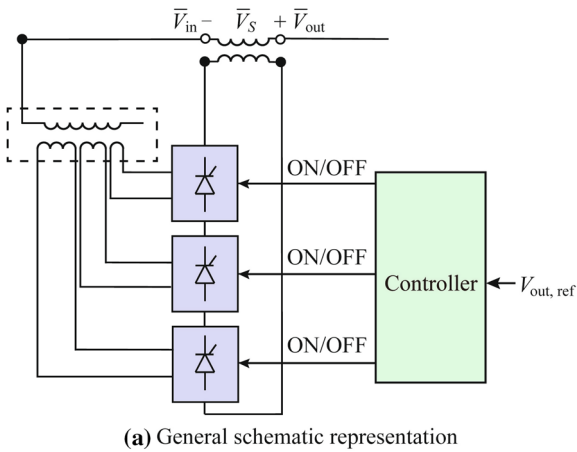 V̅in – V̅S + V̅out
ON/OFF
ON/OFF
Controller
Vout, ref
ON/OFF
(a) General schematic representation